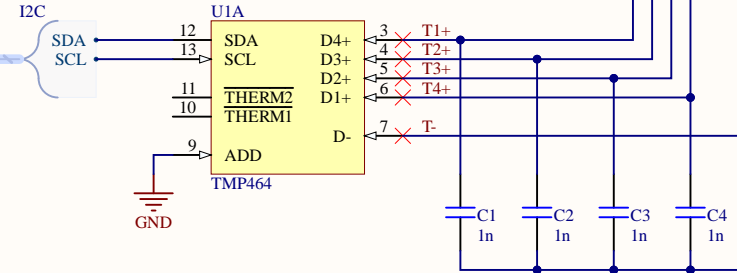 I2C
SDA
SCL
U1A
12
SDA
13
SCL
11
THERM2
10
THERM1
9
ADD
TMP464
GND
D4+
3
T1+
D3+
4
T2+
D2+
5
T3+
D1+
6
T4+
D-
7
T-
C1
1n
C2
1n
C3
1n
C4
1n